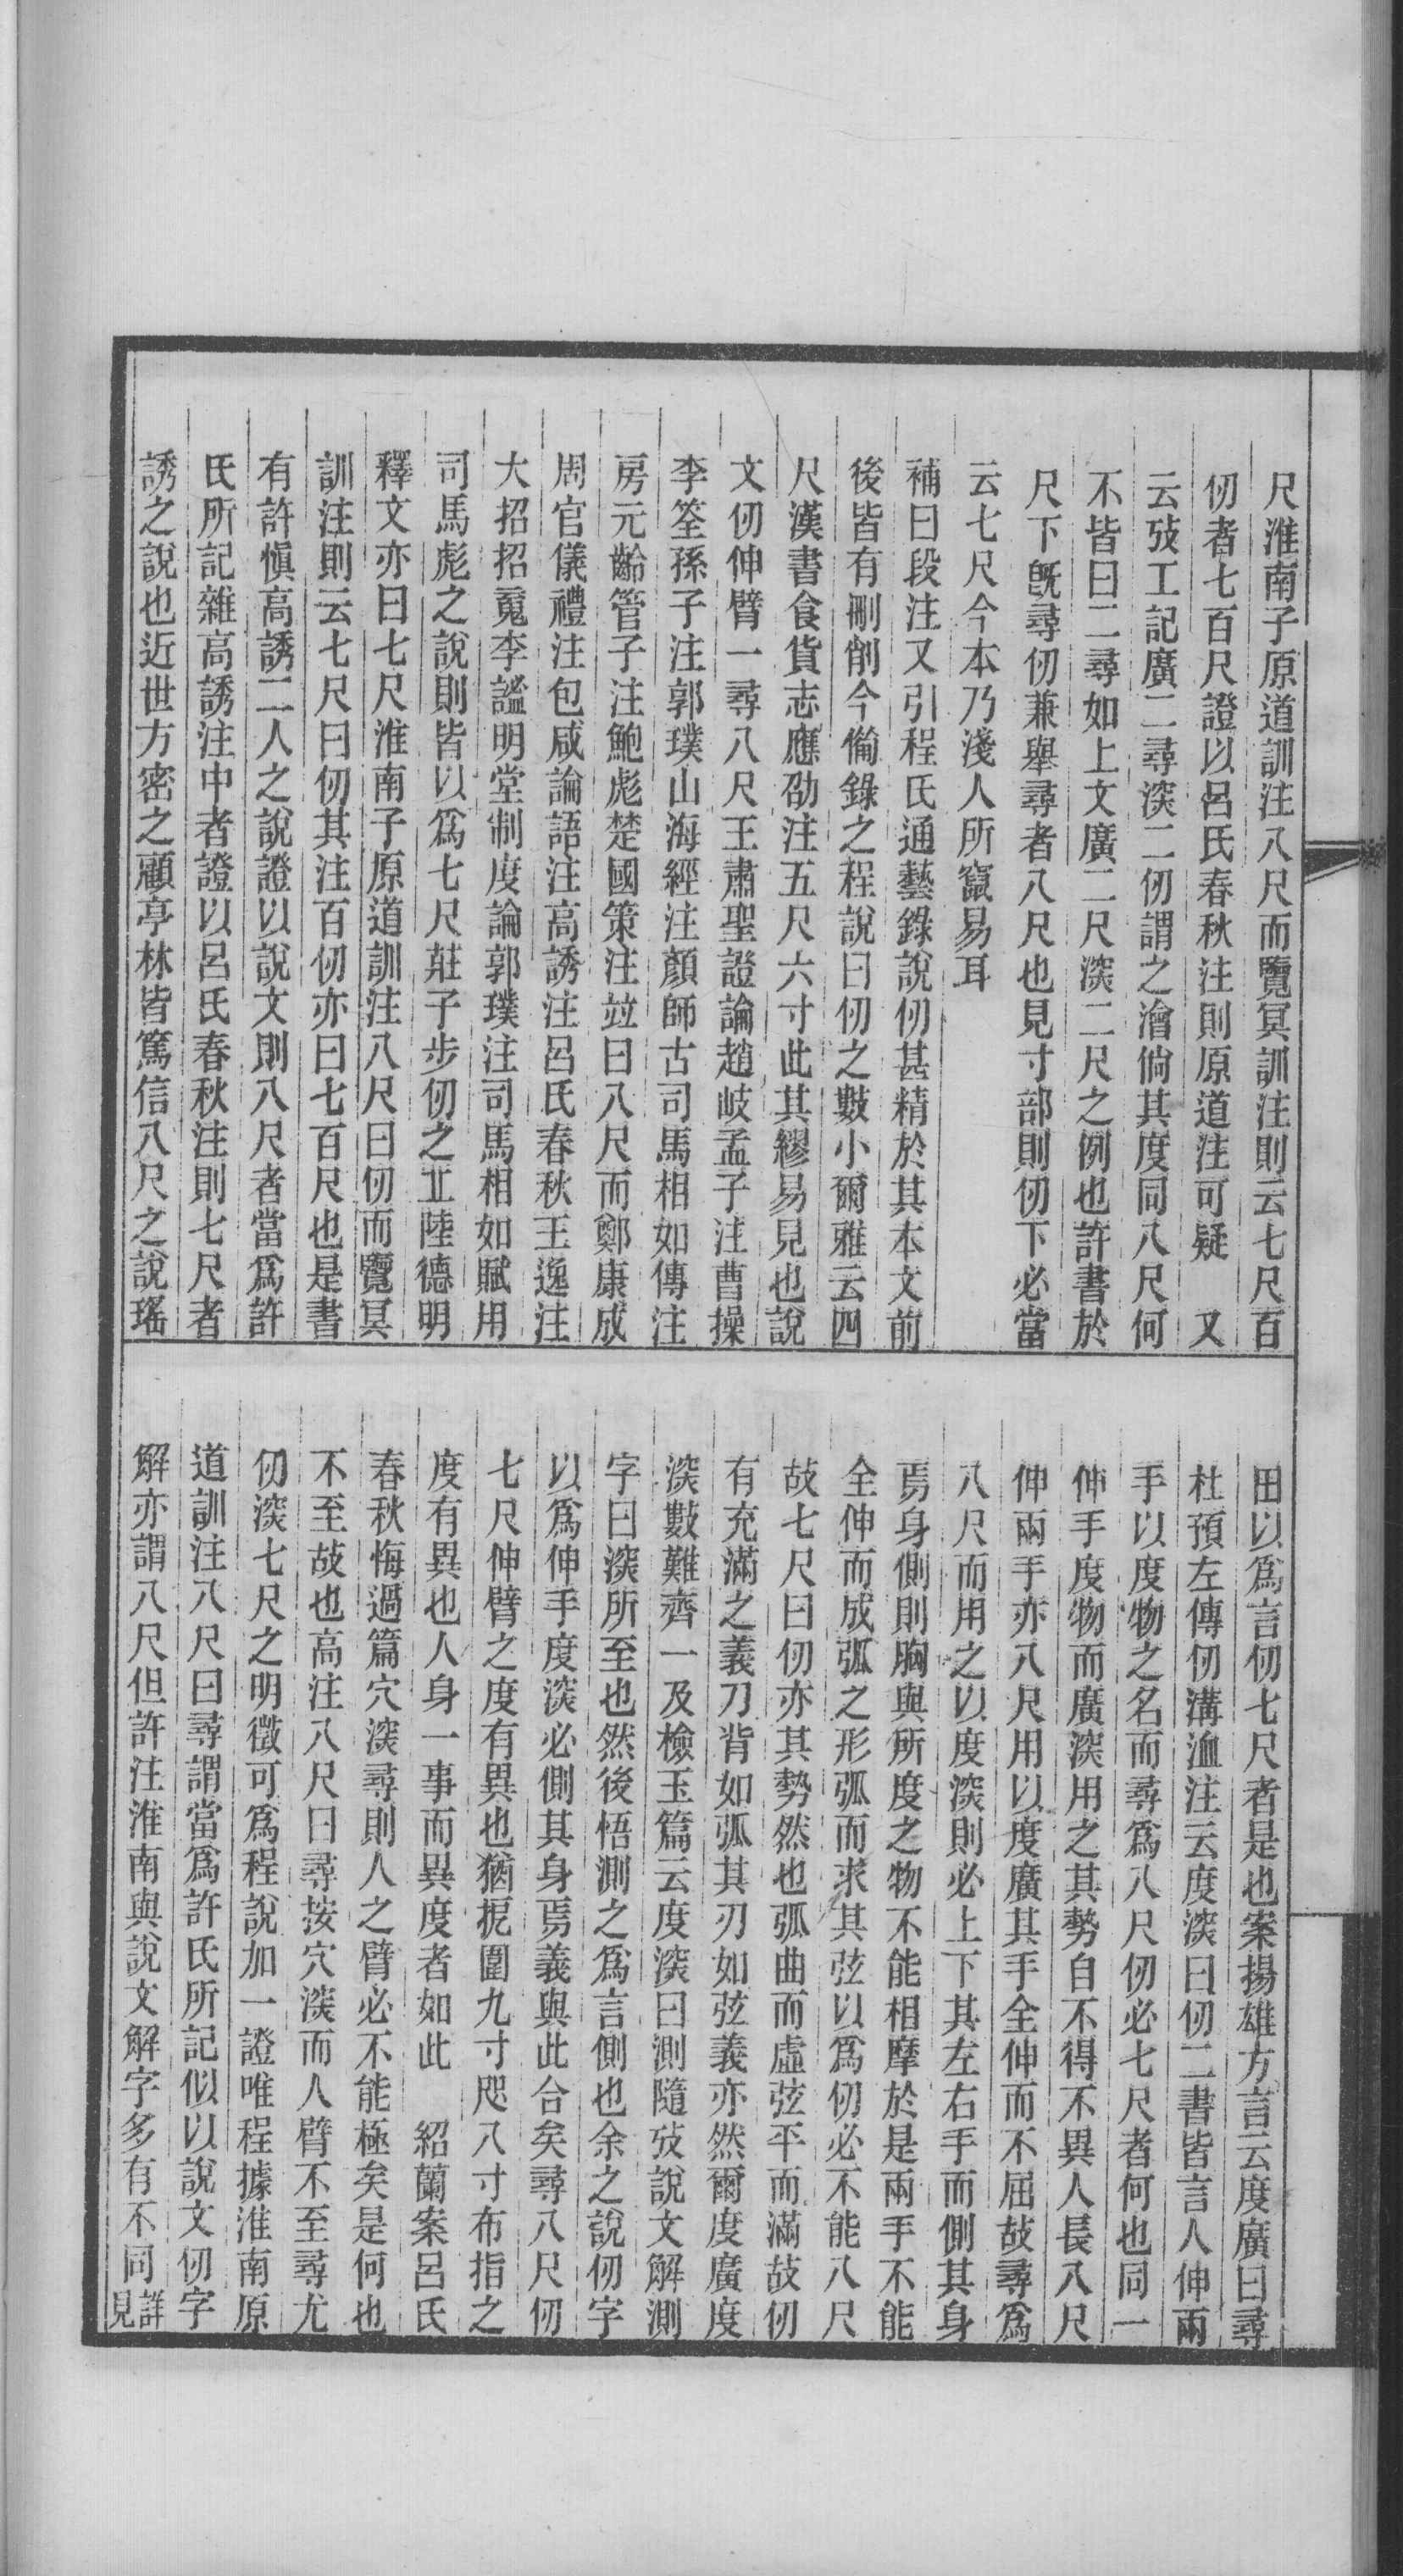 尺淮南子原道訓注八尺而覽冥訓注則云七尺百
仞者七百尺證以呂氏春秋注則原道注可疑　又
云攷工記廣二尋淡二仞謂之澮倘其度同八尺何
不皆曰二尋如上文廣二尺淡二尺之例也許書於
尺下旣尋仞兼舉尋者八尺也見寸部則仞下必當
云七尺今本乃淺人所竄易耳
補曰段注又引程氏通藝錄說仞甚精於其本文前
後皆有刪削今僃錄之程說曰仞之數小爾雅云四
尺漢書食貨志應劭注五尺六寸此其繆易見也說
文仞伸臂一尋八尺王肅聖證論趙岐孟子注曹操
李筌孫子注郭璞山海經注顏師古司馬相如傳注
房元齡管子注鮑彪楚國策注竝曰八尺而鄭康成
周官儀禮注包咸論語注高誘注呂氏春秋王逸注
大招招䰟李謐明堂制度論郭璞注司馬相如賦用
司馬彪之說則皆以爲七尺莊子步仞之丠陸德明
釋文亦曰七尺淮南子原道訓注八尺曰仞而覽冥
訓注則云七尺曰仞其注百仞亦曰七百尺也是書
有許愼高誘二人之說證以說文則八尺者當爲許
氏所記雜高誘注中者證以呂氏春秋注則七尺者
誘之說也近世方密之顧亭林皆篤信八尺之說瑤
田以爲言仞七尺者是也案揚雄方言云度廣曰尋
杜預左傳仞溝洫注云度淡曰仞二書皆言人伸兩
手以度物之名而尋爲八尺仞必七尺者何也同一
伸手度物而廣淡用之其勢自不得不異人長八尺
伸兩手亦八尺用以度廣其手全伸而不屈故尋爲
八尺而用之以度淡則必上下其左右手而側其身
焉身側則胸與所度之物不能相摩於是兩手不能
全伸而成弧之形弧而求其弦以爲仞必不能八尺
故七尺曰仞亦其勢然也弧曲而虛弦平而滿故仞
有充滿之義刀背如弧其刃如弦義亦然爾度廣度
淡數難齊一及檢玉篇云度淡曰測隨攷說文解測
字曰淡所至也然後悟測之爲言側也余之說仞字
以爲伸手度淡必側其身焉義與此合矣尋八尺仞
七尺伸臂之度有異也猶扼圍九寸咫八寸布指之
度有異也人身一事而異度者如此　紹蘭案呂氏
春秋悔過篇穴淡尋則人之臂必不能極矣是何也
不至故也高注八尺曰尋按穴淡而人臂不至尋尤
仞淡七尺之明徵可爲程說加一證唯程據淮南原
道訓注八尺曰尋謂當爲許氏所記似以說文仞字
解亦謂八尺但許注淮南與說文解字多有不同詳見